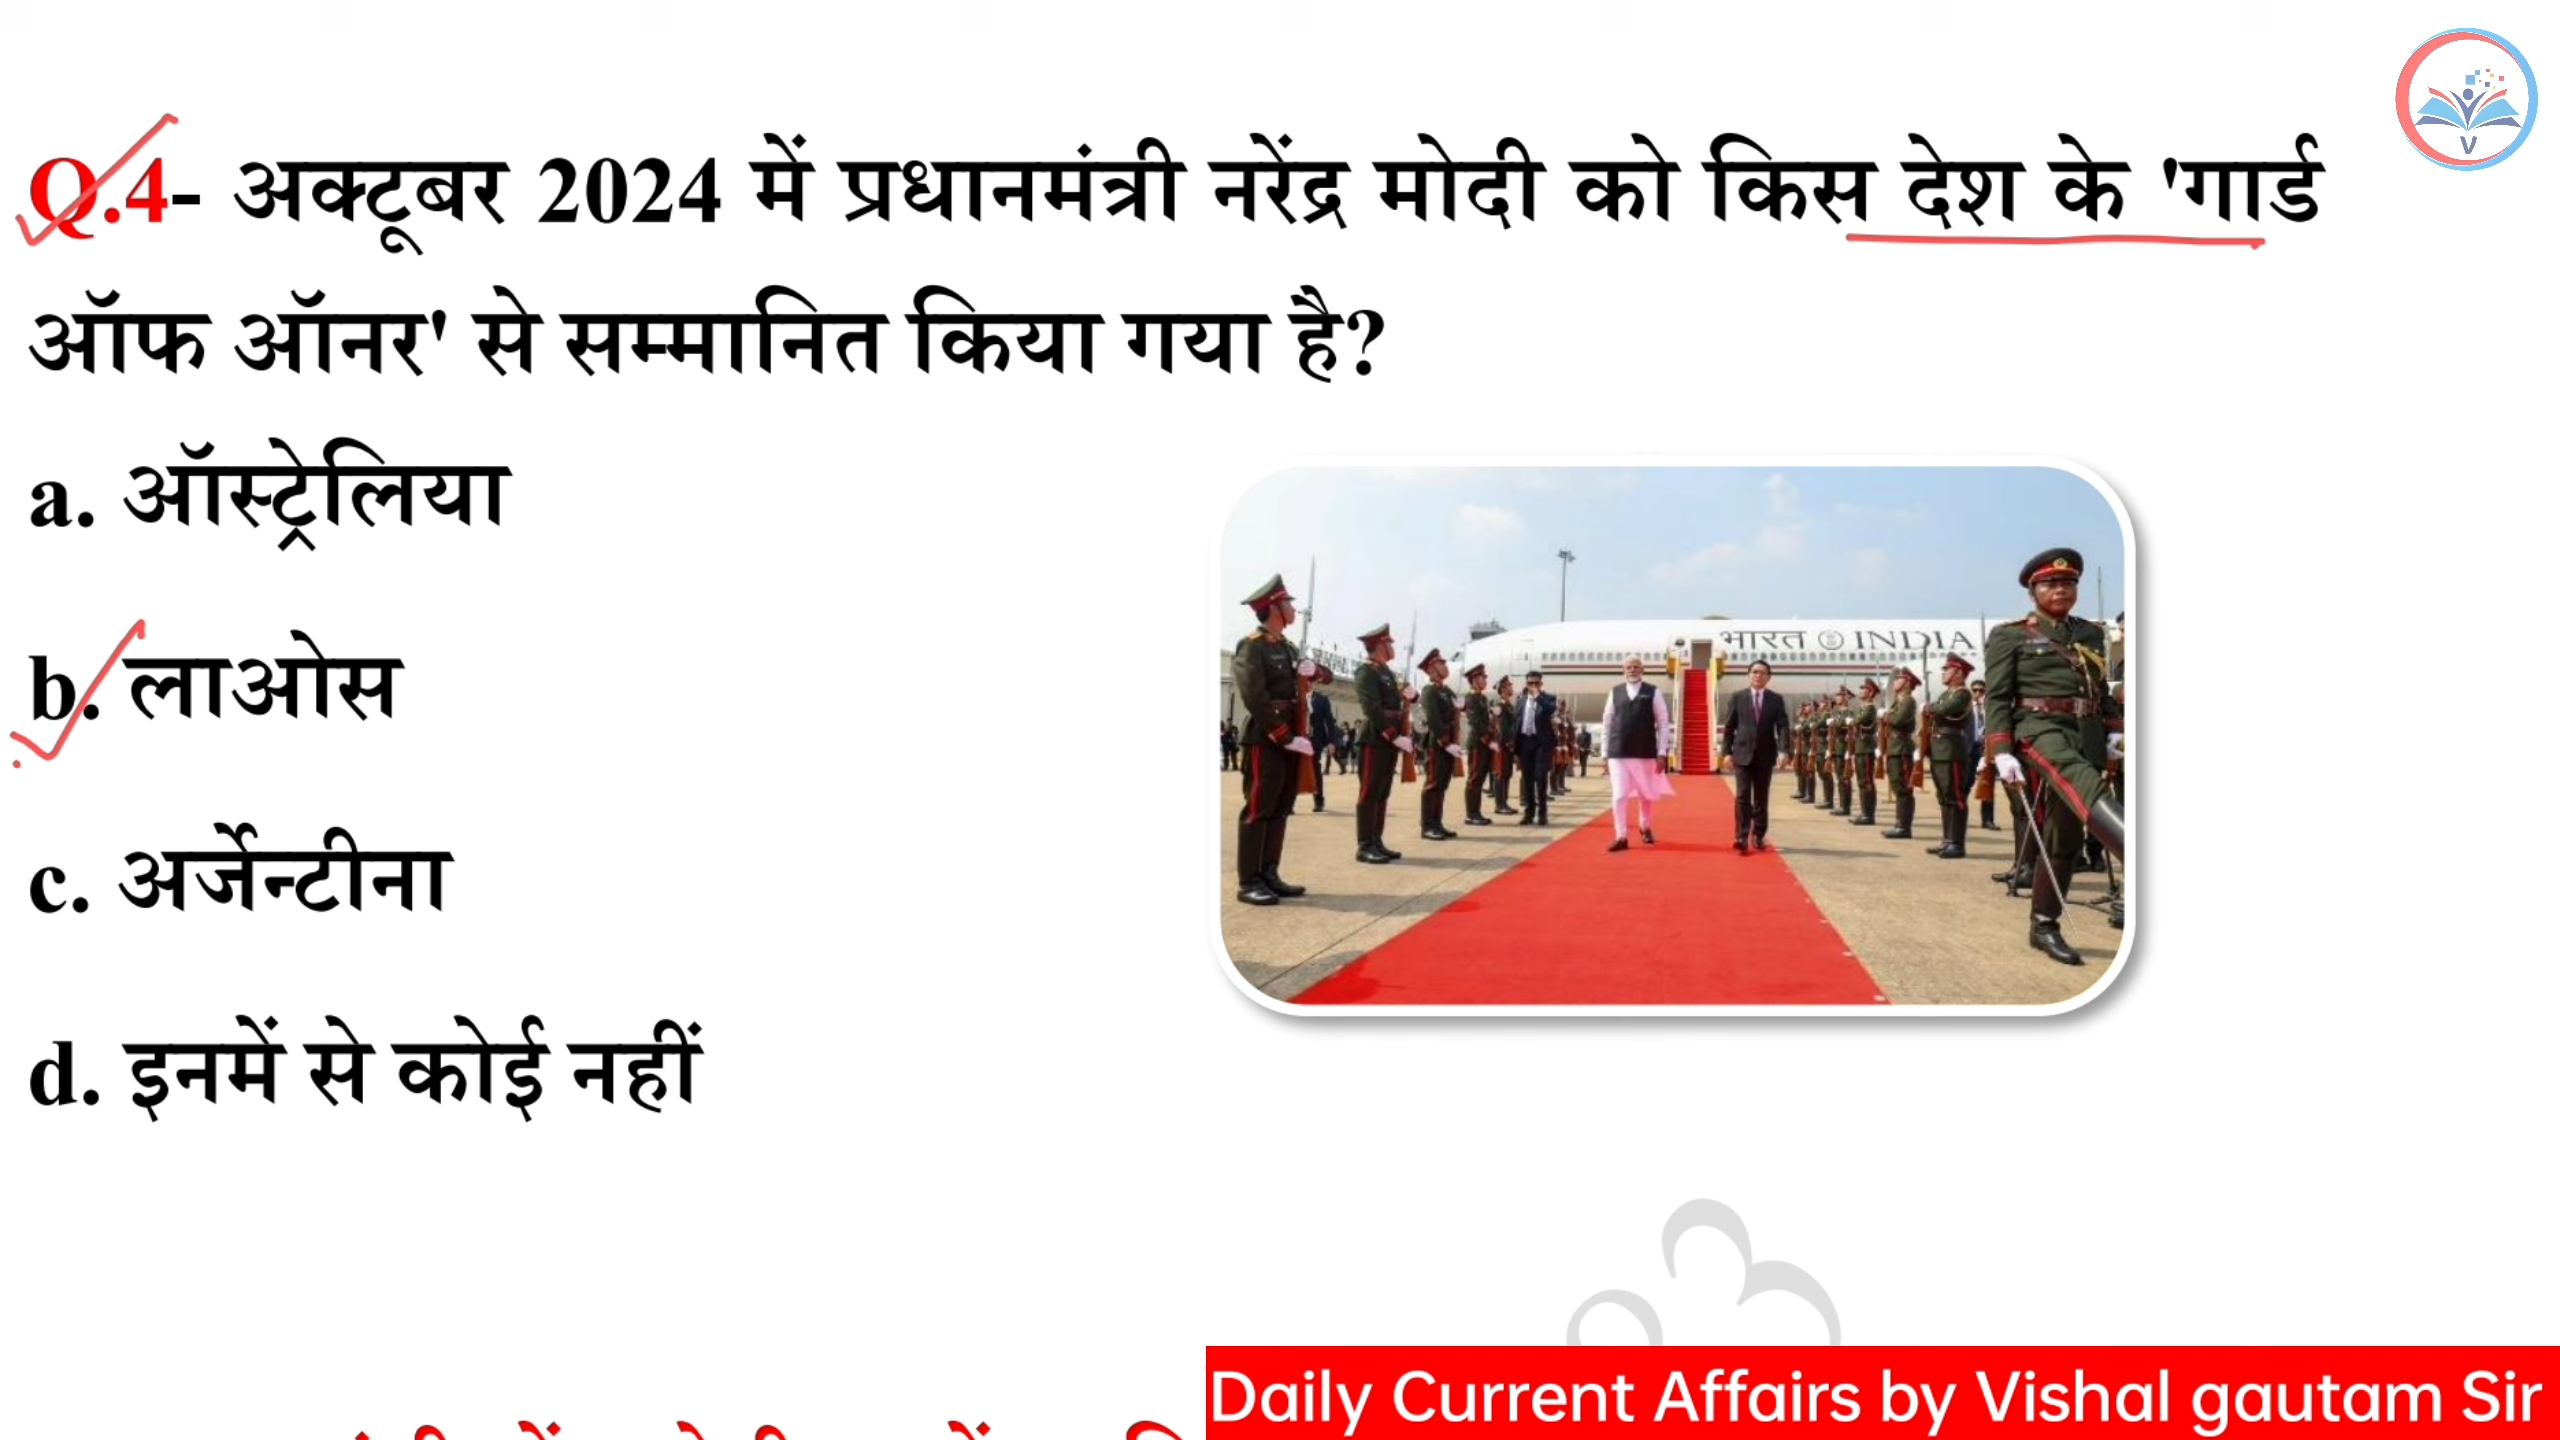 Q.4- अक्टूबर 2024 में प्रधानमंत्री नरेंद्र मोदी को किस देश के 'गार्ड
ऑफ ऑनर' से सम्मानित किया गया है?
a. ऑस्ट्रेलिया
b. लाओस
c. अर्जेन्टीना
d. इनमें से कोई नहीं
भारत INDIA
V
Daily Current Affairs by Vishal gautam Sir